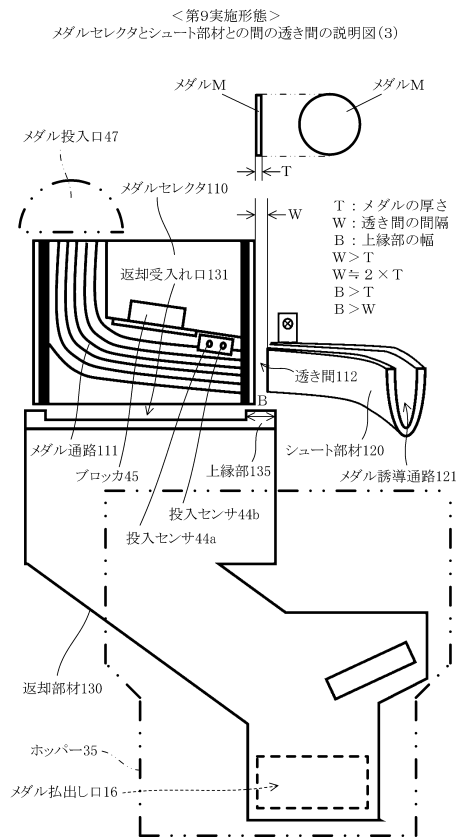 ＜第9実施形態＞
メダルセレクタとシュート部材との間の透き間の説明図(3)
メダルM
メダルM
メダル投入口47
T
メダルセレクタ110
W
T：メダルの厚さ
W：透き間の間隔
B：上縁部の幅
W＞T
W≒2×T
B＞T
B＞W
返却受入れ口131
透き間112
B
メダル通路111
上縁部135
シュート部材120
ブロッカ45
メダル誘導通路121
投入センサ44b
投入センサ44a
返却部材130
ホッパー35
メダル払出し口16